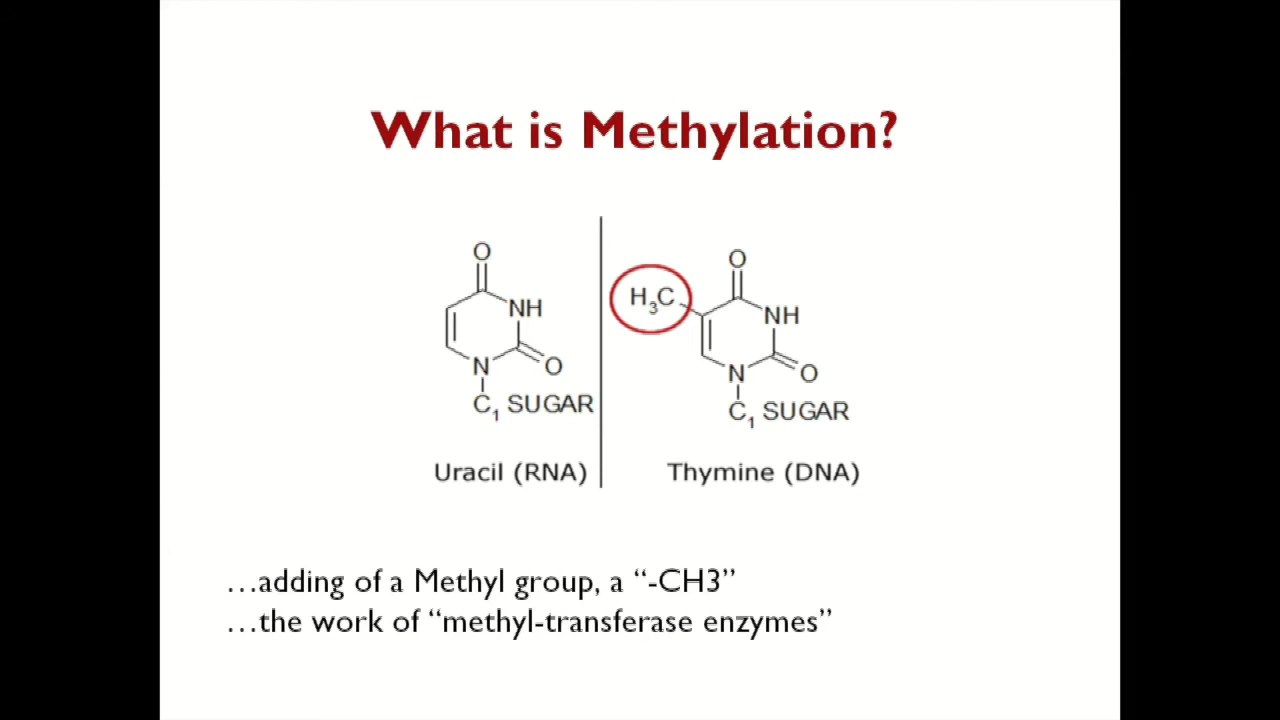 What is Methylation?
O
NH
N
O
C1 SUGAR
Uracil (RNA)
H3C
O
NH
N
O
C1 SUGAR
Thymine (DNA)
…adding of a Methyl group, a “-CH3”
…the work of “methyl-transferase enzymes”